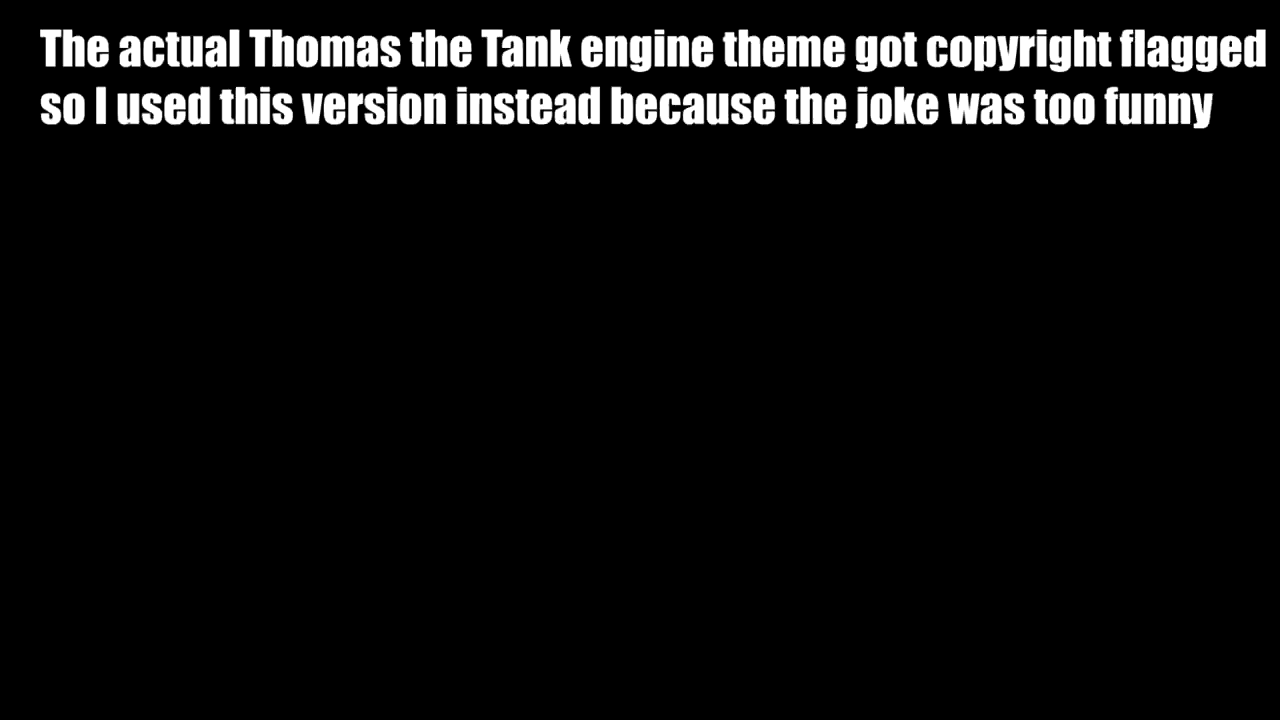 The actual Thomas the Tank engine theme got copyright flagged
so I used this version instead because the joke was too funny